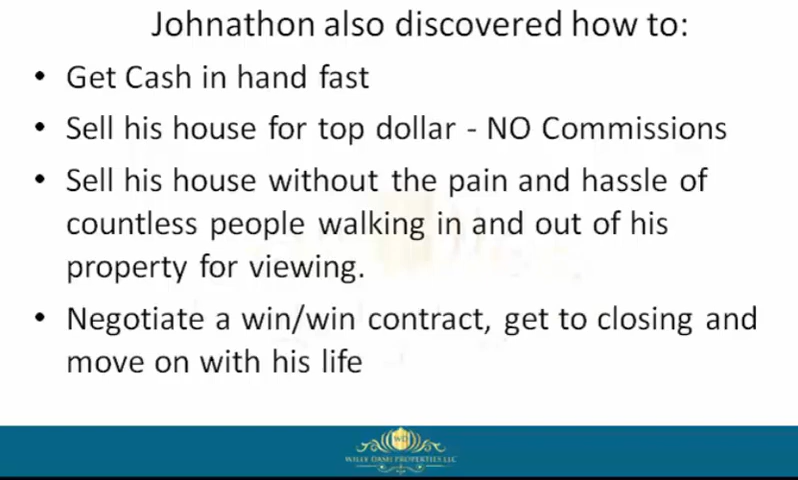 Johnathon also discovered how to:
• Get Cash in hand fast
• Sell his house for top dollar - NO Commissions
• Sell his house without the pain and hassle of
countless people walking in and out of his
property for viewing.
• Negotiate a win/win contract, get to closing and
move on with his life